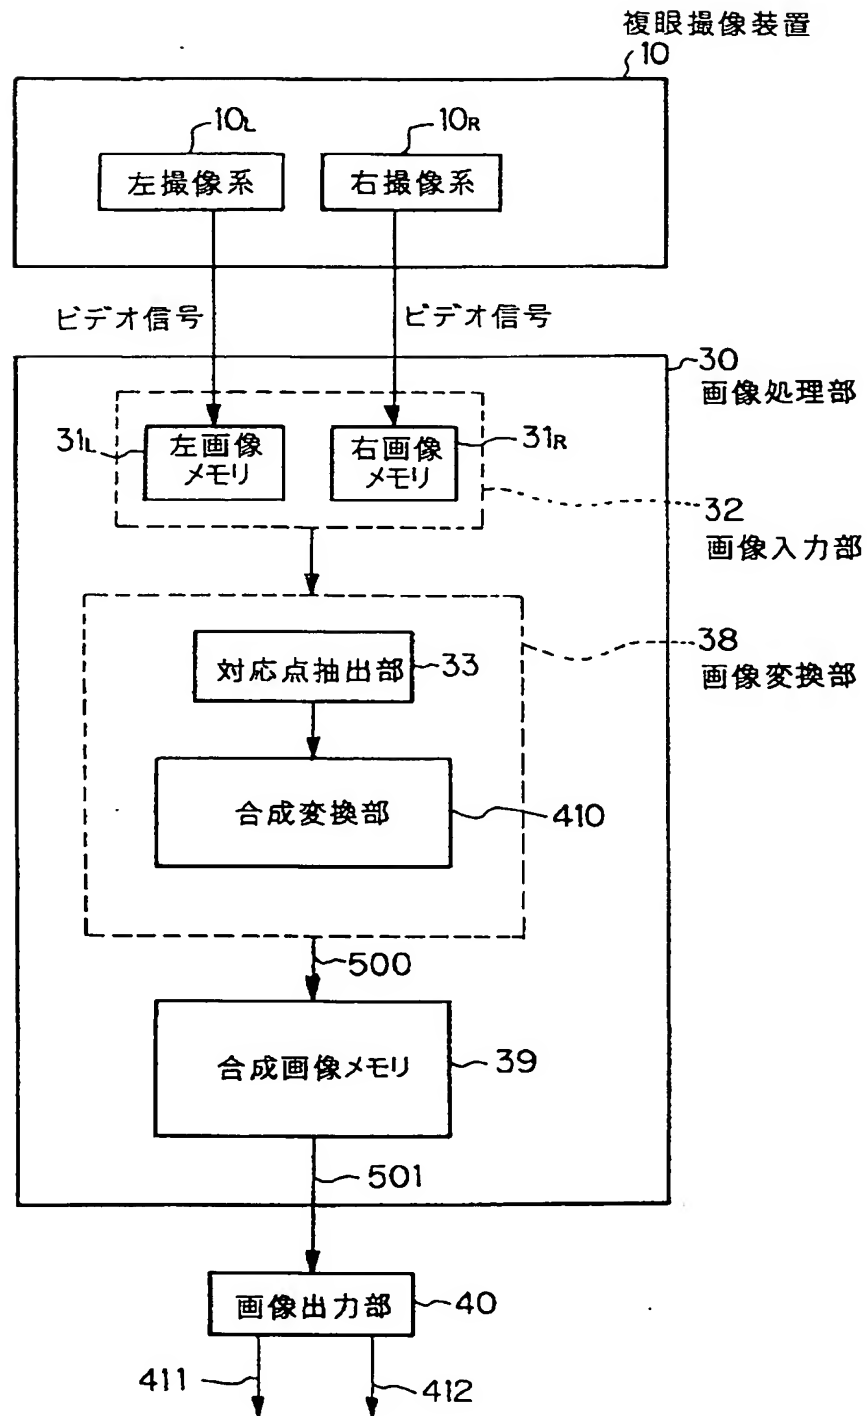 複眼撮像装置
10
10L
10R
左撮像系
右撮像系
ビデオ信号
ビデオ信号
30
画像処理部
31L
左画像
メモリ
右画像
メモリ
31R
32
画像入力部
38
画像変換部
対応点抽出部
33
合成変換部
410
500
合成画像メモリ
39
501
画像出力部
40
411
412